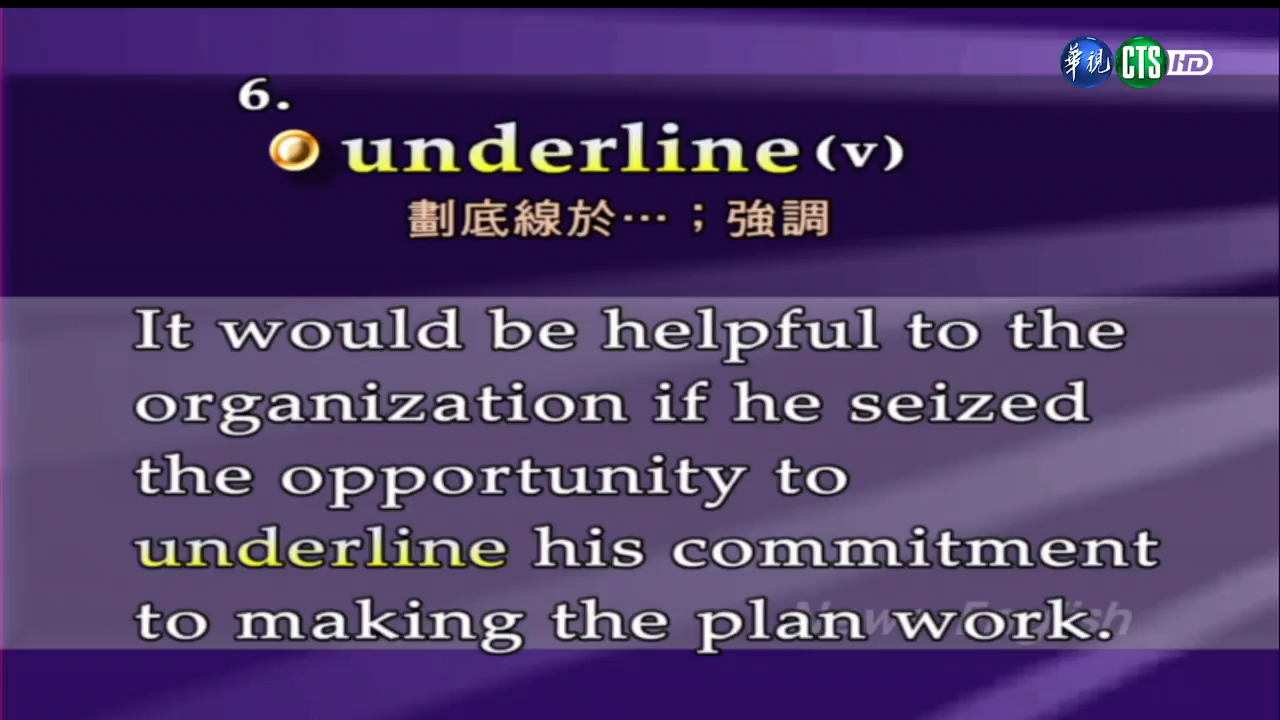 華視 CTS HD
6.
underline (v)
劃底線於…；強調
It would be helpful to the
organization if he seized
the opportunity to
underline his commitment
to making the plan work.